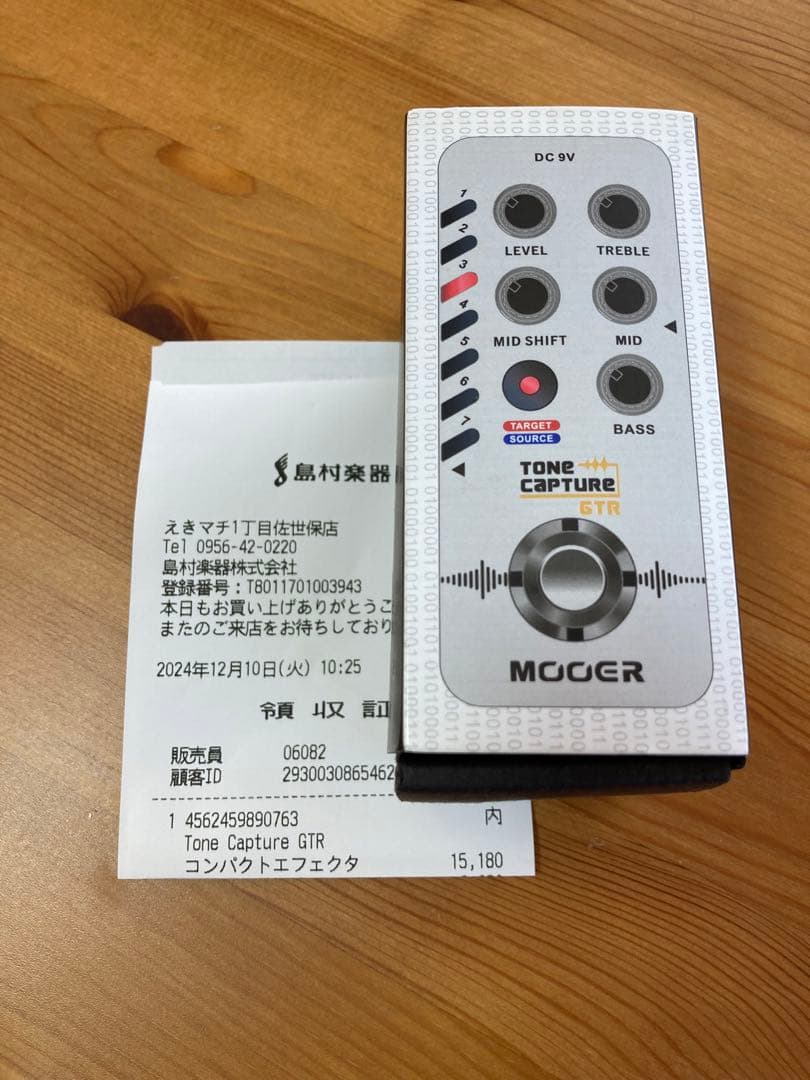 DC 9V
1
2
3
4
5
6
7
LEVEL
TREBLE
MID SHIFT
MID
TARGET
SOURCE
BASS
TONE
CAPTURE
GTR
MOOER
島村楽器
えきマチ1丁目佐世保店
Tel 0956-42-0220
島村楽器株式会社
登録番号:T8011701003943
本日もお買い上げありがとうご
またのご来店をお待ちしており
2024年12月10日(火) 10:25
領収証
販売員 06082
顧客ID 2930030865462
1 4562459890763 内
Tone Capture GTR
コンパクトエフェクタ 15,180